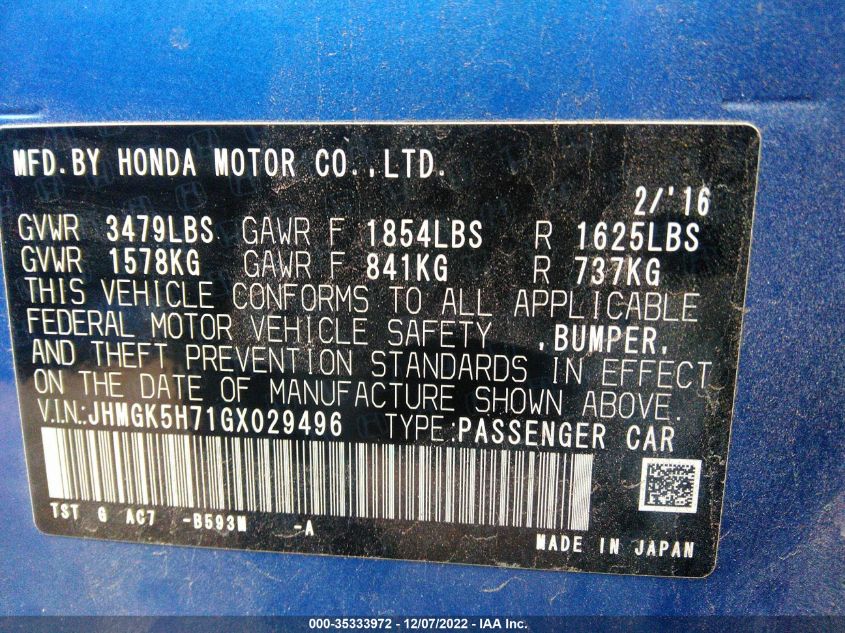 MFD.BY HONDA MOTOR CO.,LTD.
2/'16
GVWR 3479LBS GAWR F 1854LBS R 1625LBS
GVWR 1578KG GAWR F 841KG R 737KG
THIS VEHICLE CONFORMS TO ALL APPLICABLE
FEDERAL MOTOR VEHICLE SAFETY ,BUMPER,
AND THEFT PREVENTION STANDARDS IN EFFECT
ON THE DATE OF MANUFACTURE SHOWN ABOVE.
V.I.N.:JHMGK5H71GX029496 TYPE:PASSENGER CAR
TST G AC7 -B593M -A
MADE IN JAPAN
000-35333972 - 12/07/2022 - IAA Inc.